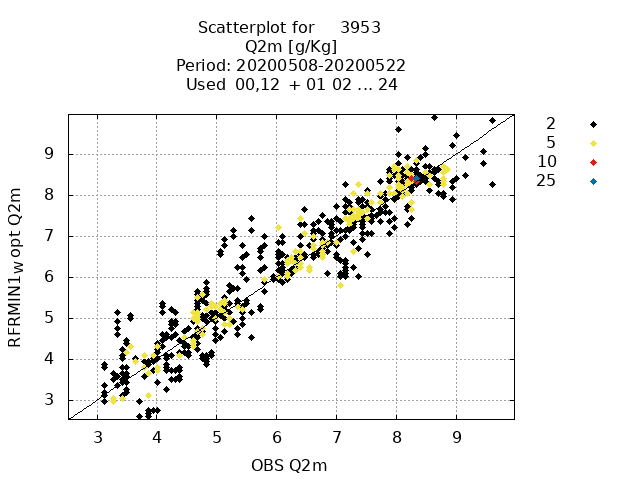 Scatterplot for 3953
Q2m [g/Kg]
Period: 20200508-20200522
Used 00,12 + 01 02 ... 24
2
5
10
25
RFRMIN1_W opt Q2m
9
8
7
6
5
4
3
3 4 5 6 7 8 9
OBS Q2m